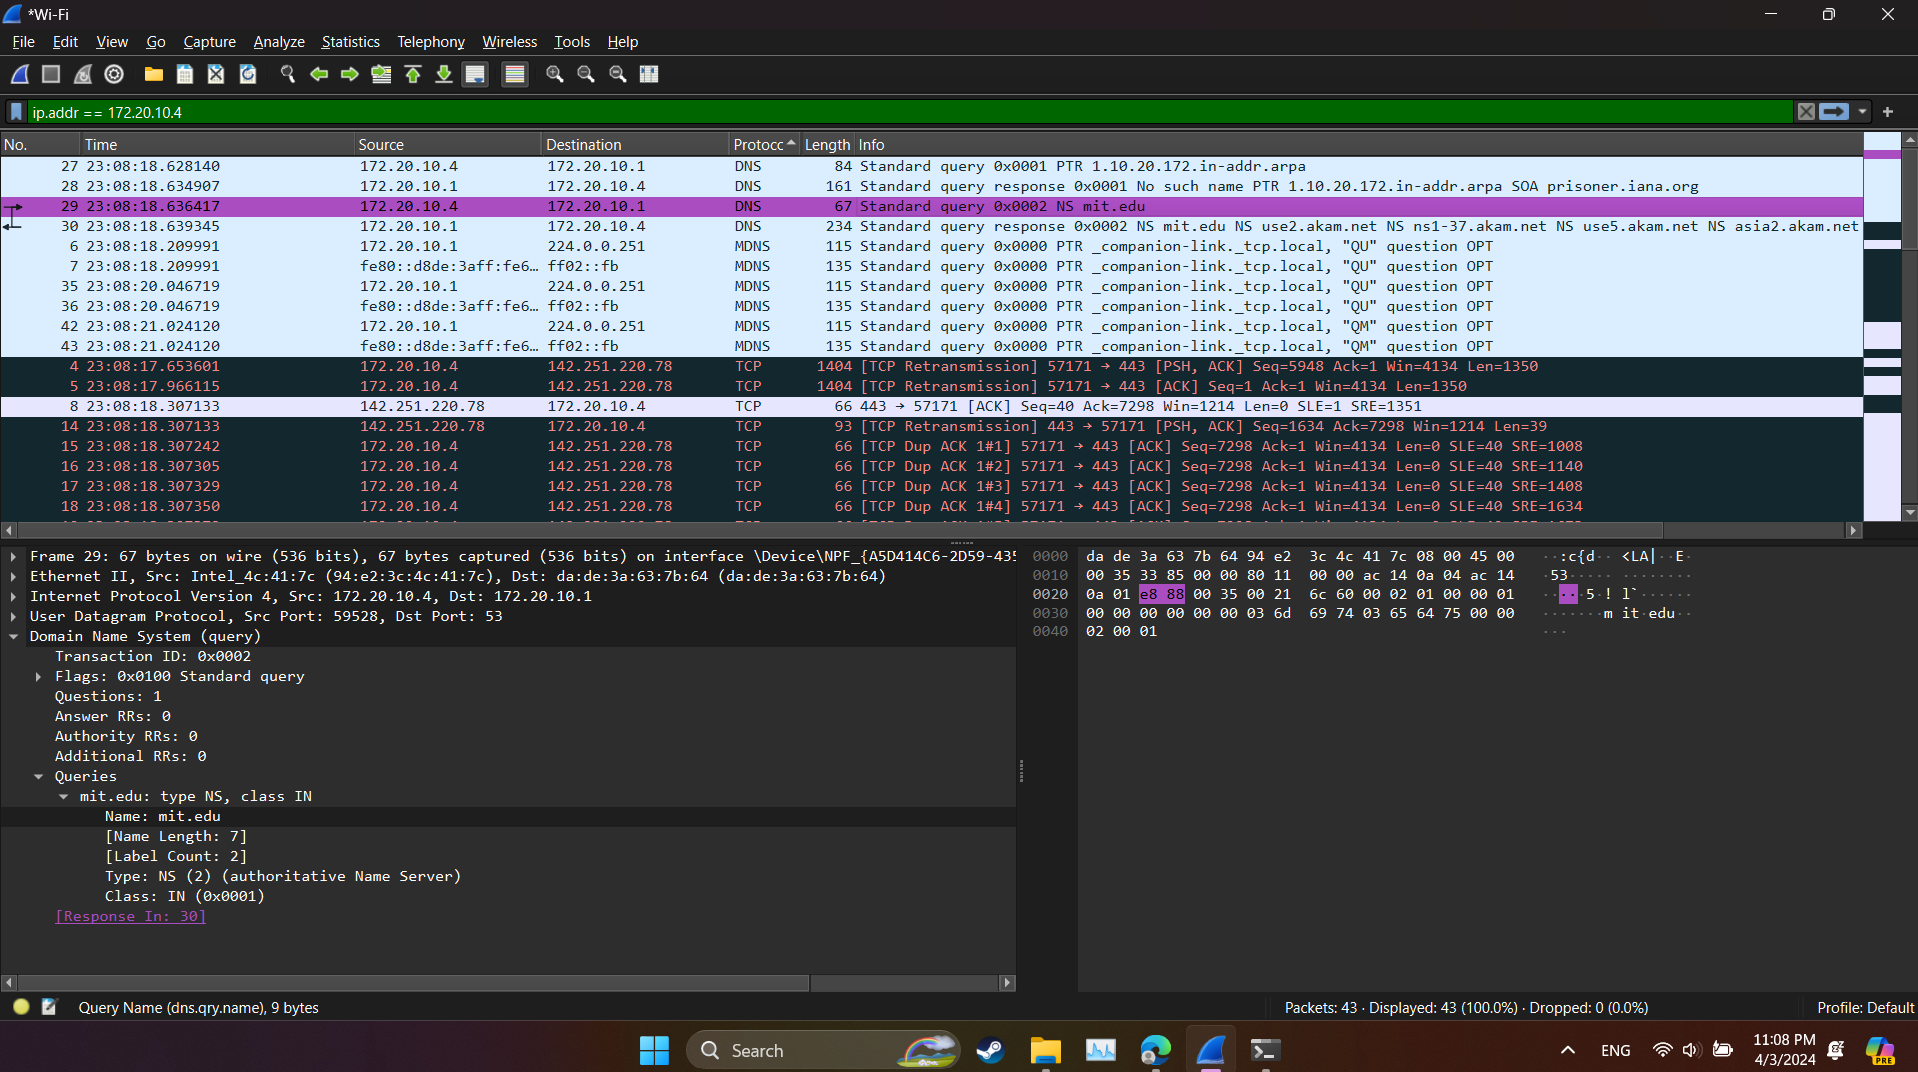 *Wi-Fi
File Edit View Go Capture Analyze Statistics Telephony Wireless Tools Help
ip.addr == 172.20.10.4
No. Time Source Destination Protocc Length Info
27 23:08:18.628140 172.20.10.4 172.20.10.1 DNS 84 Standard query 0x0001 PTR 1.10.20.172.in-addr.arpa
28 23:08:18.634907 172.20.10.1 172.20.10.4 DNS 161 Standard query response 0x0001 No such name PTR 1.10.20.172.in-addr.arpa SOA prisoner.iana.org
29 23:08:18.636417 172.20.10.4 172.20.10.1 DNS 67 Standard query 0x0002 NS mit.edu
30 23:08:18.639345 172.20.10.1 172.20.10.4 DNS 234 Standard query response 0x0002 NS mit.edu NS use2.akam.net NS ns1-37.akam.net NS use5.akam.net NS asia2.akam.net
6 23:08:18.209991 172.20.10.1 224.0.0.251 MDNS 115 Standard query 0x0000 PTR _companion-link._tcp.local, "QU" question OPT
7 23:08:18.209991 fe80::d8de:3aff:fe6… ff02::fb MDNS 135 Standard query 0x0000 PTR _companion-link._tcp.local, "QU" question OPT
35 23:08:20.046719 172.20.10.1 224.0.0.251 MDNS 115 Standard query 0x0000 PTR _companion-link._tcp.local, "QU" question OPT
36 23:08:20.046719 fe80::d8de:3aff:fe6… ff02::fb MDNS 135 Standard query 0x0000 PTR _companion-link._tcp.local, "QU" question OPT
42 23:08:21.024120 172.20.10.1 224.0.0.251 MDNS 115 Standard query 0x0000 PTR _companion-link._tcp.local, "QM" question OPT
43 23:08:21.024120 fe80::d8de:3aff:fe6… ff02::fb MDNS 135 Standard query 0x0000 PTR _companion-link._tcp.local, "QM" question OPT
4 23:08:17.653601 172.20.10.4 142.251.220.78 TCP 1404 [TCP Retransmission] 57171 → 443 [PSH, ACK] Seq=5948 Ack=1 Win=4134 Len=1350
5 23:08:17.966115 172.20.10.4 142.251.220.78 TCP 1404 [TCP Retransmission] 57171 → 443 [ACK] Seq=1 Ack=1 Win=4134 Len=1350
8 23:08:18.307133 142.251.220.78 172.20.10.4 TCP 66 443 → 57171 [ACK] Seq=40 Ack=7298 Win=1214 Len=0 SLE=1 SRE=1351
14 23:08:18.307133 142.251.220.78 172.20.10.4 TCP 93 [TCP Retransmission] 443 → 57171 [PSH, ACK] Seq=1634 Ack=7298 Win=1214 Len=39
15 23:08:18.307242 172.20.10.4 142.251.220.78 TCP 66 [TCP Dup ACK 1#1] 57171 → 443 [ACK] Seq=7298 Ack=1 Win=4134 Len=0 SLE=40 SRE=1008
16 23:08:18.307305 172.20.10.4 142.251.220.78 TCP 66 [TCP Dup ACK 1#2] 57171 → 443 [ACK] Seq=7298 Ack=1 Win=4134 Len=0 SLE=40 SRE=1140
17 23:08:18.307329 172.20.10.4 142.251.220.78 TCP 66 [TCP Dup ACK 1#3] 57171 → 443 [ACK] Seq=7298 Ack=1 Win=4134 Len=0 SLE=40 SRE=1408
18 23:08:18.307350 172.20.10.4 142.251.220.78 TCP 66 [TCP Dup ACK 1#4] 57171 → 443 [ACK] Seq=7298 Ack=1 Win=4134 Len=0 SLE=40 SRE=1634
Frame 29: 67 bytes on wire (536 bits), 67 bytes captured (536 bits) on interface \Device\NPF_{A5D414C6-2D59-435
Ethernet II, Src: Intel_4c:41:7c (94:e2:3c:4c:41:7c), Dst: da:de:3a:63:7b:64 (da:de:3a:63:7b:64)
Internet Protocol Version 4, Src: 172.20.10.4, Dst: 172.20.10.1
User Datagram Protocol, Src Port: 59528, Dst Port: 53
Domain Name System (query)
Transaction ID: 0x0002
Flags: 0x0100 Standard query
Questions: 1
Answer RRs: 0
Authority RRs: 0
Additional RRs: 0
Queries
mit.edu: type NS, class IN
Name: mit.edu
[Name Length: 7]
[Label Count: 2]
Type: NS (2) (authoritative Name Server)
Class: IN (0x0001)
[Response In: 30]
0000 da de 3a 63 7b 64 94 e2 3c 4c 41 7c 08 00 45 00 ··:c{d·· <LA|··E·
0010 00 35 33 85 00 00 80 11 00 00 ac 14 0a 04 ac 14 ·53····· ········
0020 0a 01 e8 88 00 35 00 21 6c 60 00 02 01 00 00 01 ·····5·! l`······
0030 00 00 00 00 00 00 03 6d 69 74 03 65 64 75 00 00 ·······m it·edu··
0040 02 00 01 ···
Query Name (dns.qry.name), 9 bytes
Packets: 43 · Displayed: 43 (100.0%) · Dropped: 0 (0.0%)
Profile: Default
Search
ENG
11:08 PM
4/3/2024
PRE